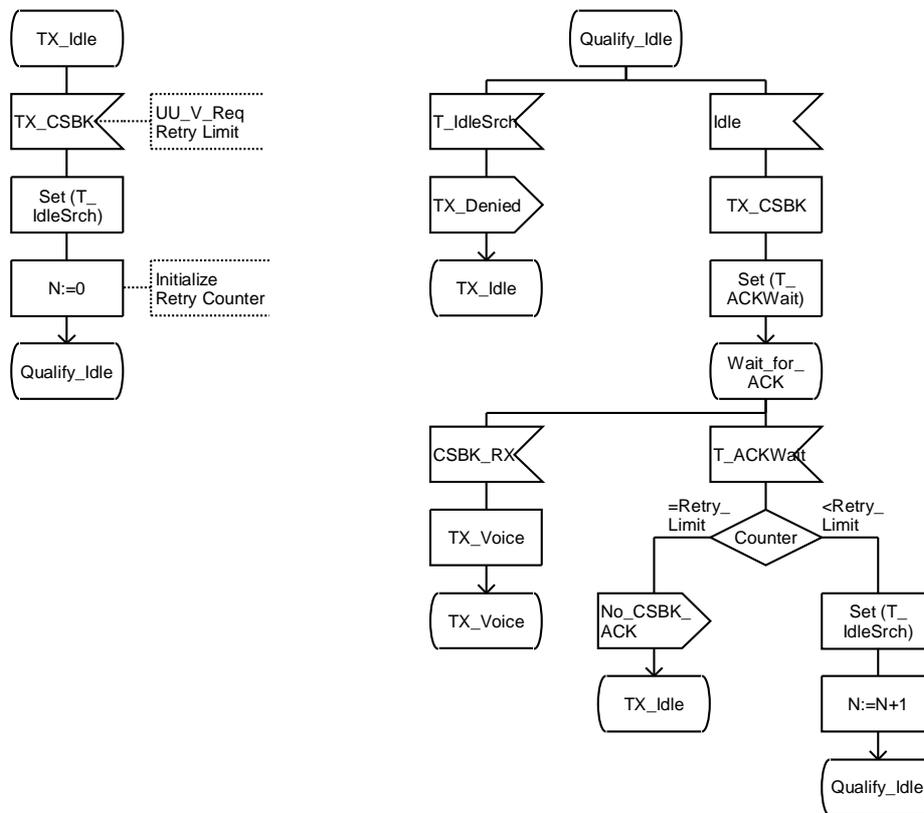 TX_Idle
TX_CSBK
UU_V_Req
Retry Limit
Set (T_
IdleSrch)
N:=0
Initialize
Retry Counter
Qualify_Idle
Qualify_Idle
T_IdleSrch
Idle
TX_Denied
TX_CSBK
TX_Idle
Set (T_
ACKWait)
Wait_for_
ACK
CSBK_RX
T_ACKWait
TX_Voice
=Retry_
Limit
Counter
<Retry_
Limit
TX_Voice
No_CSBK_
ACK
Set (T_
IdleSrch)
TX_Idle
N:=N+1
Qualify_Idle